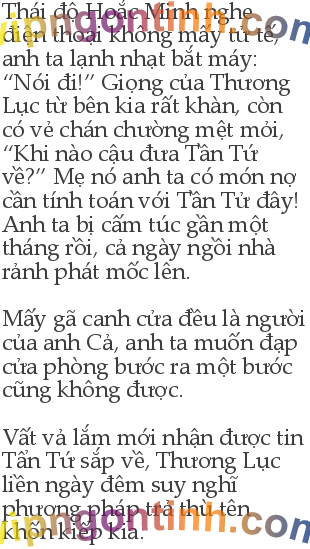 Thái độ Hoắc Minh nghe
điện thoại không mấy tử tế,
anh ta lạnh nhạt bắt máy:
“Nói đi!” Giọng của Thương
Lục từ bên kia rất khàn, còn
có vẻ chán chường mệt mỏi,
“Khi nào cậu đưa Tân Tứ
về?” Mẹ nó anh ta có món nợ
cần tính toán với Tần Tử đây!
Anh ta bị cấm túc gần một
tháng rồi, cả ngày ngồi nhà
rảnh phát mốc lên.
Mấy gã canh cửa đều là người
của anh Cả, anh ta muốn đạp
cửa phòng bước ra một bước
cũng không được.
Vất vả lắm mới nhận được tin
Tẩn Tứ sắp về, Thương Lục
liền ngày đêm suy nghĩ
phương pháp trả thù tên
khốn kiếp kia.